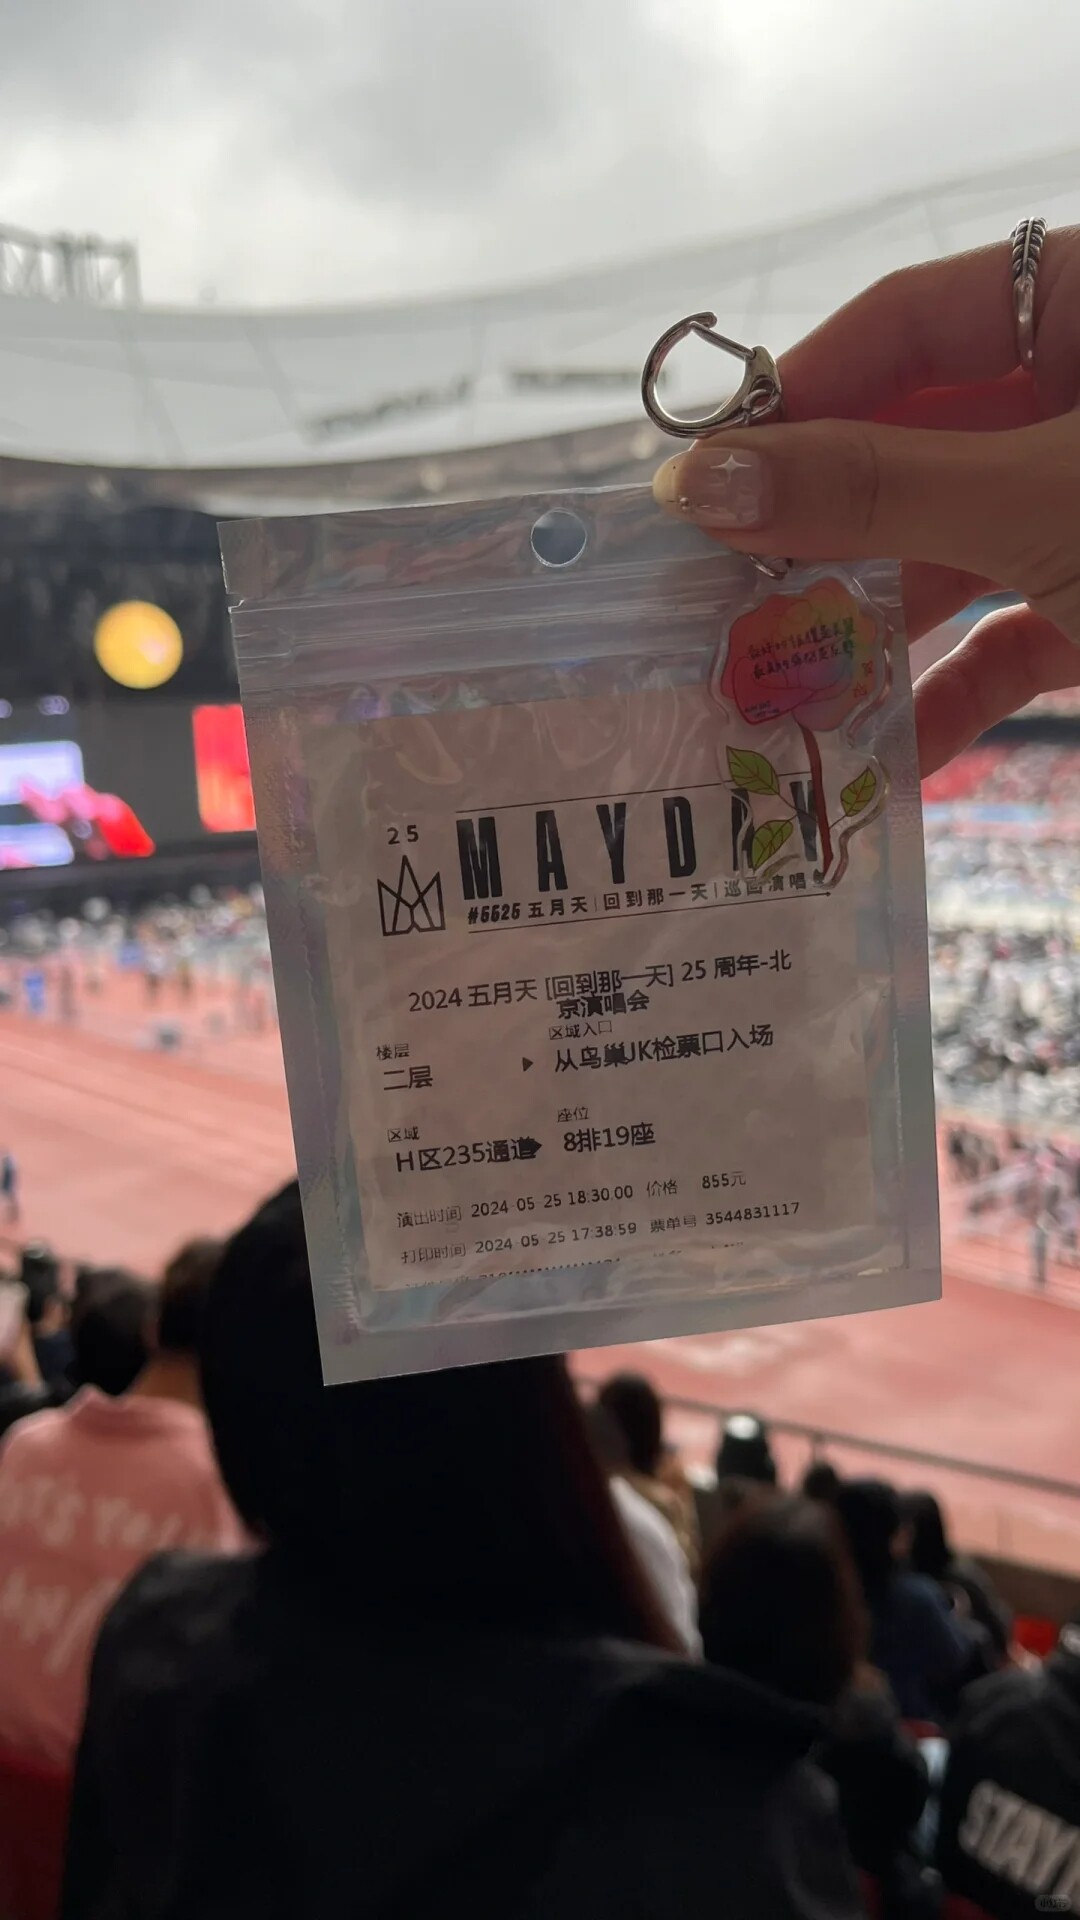 25
MAYDAY
#5525 五月天 | 回到那一天 | 巡回演唱
2024 五月天 [回到那一天] 25 周年-北
京演唱会
楼层
区域入口
二层
从鸟巢JK检票口入场
区域
座位
H区235通道
8排19座
演出时间 2024-05-25 18:30:00 价格 855元
打印时间 2024-05-25 17:38:59 票单号 3544831117
STAY